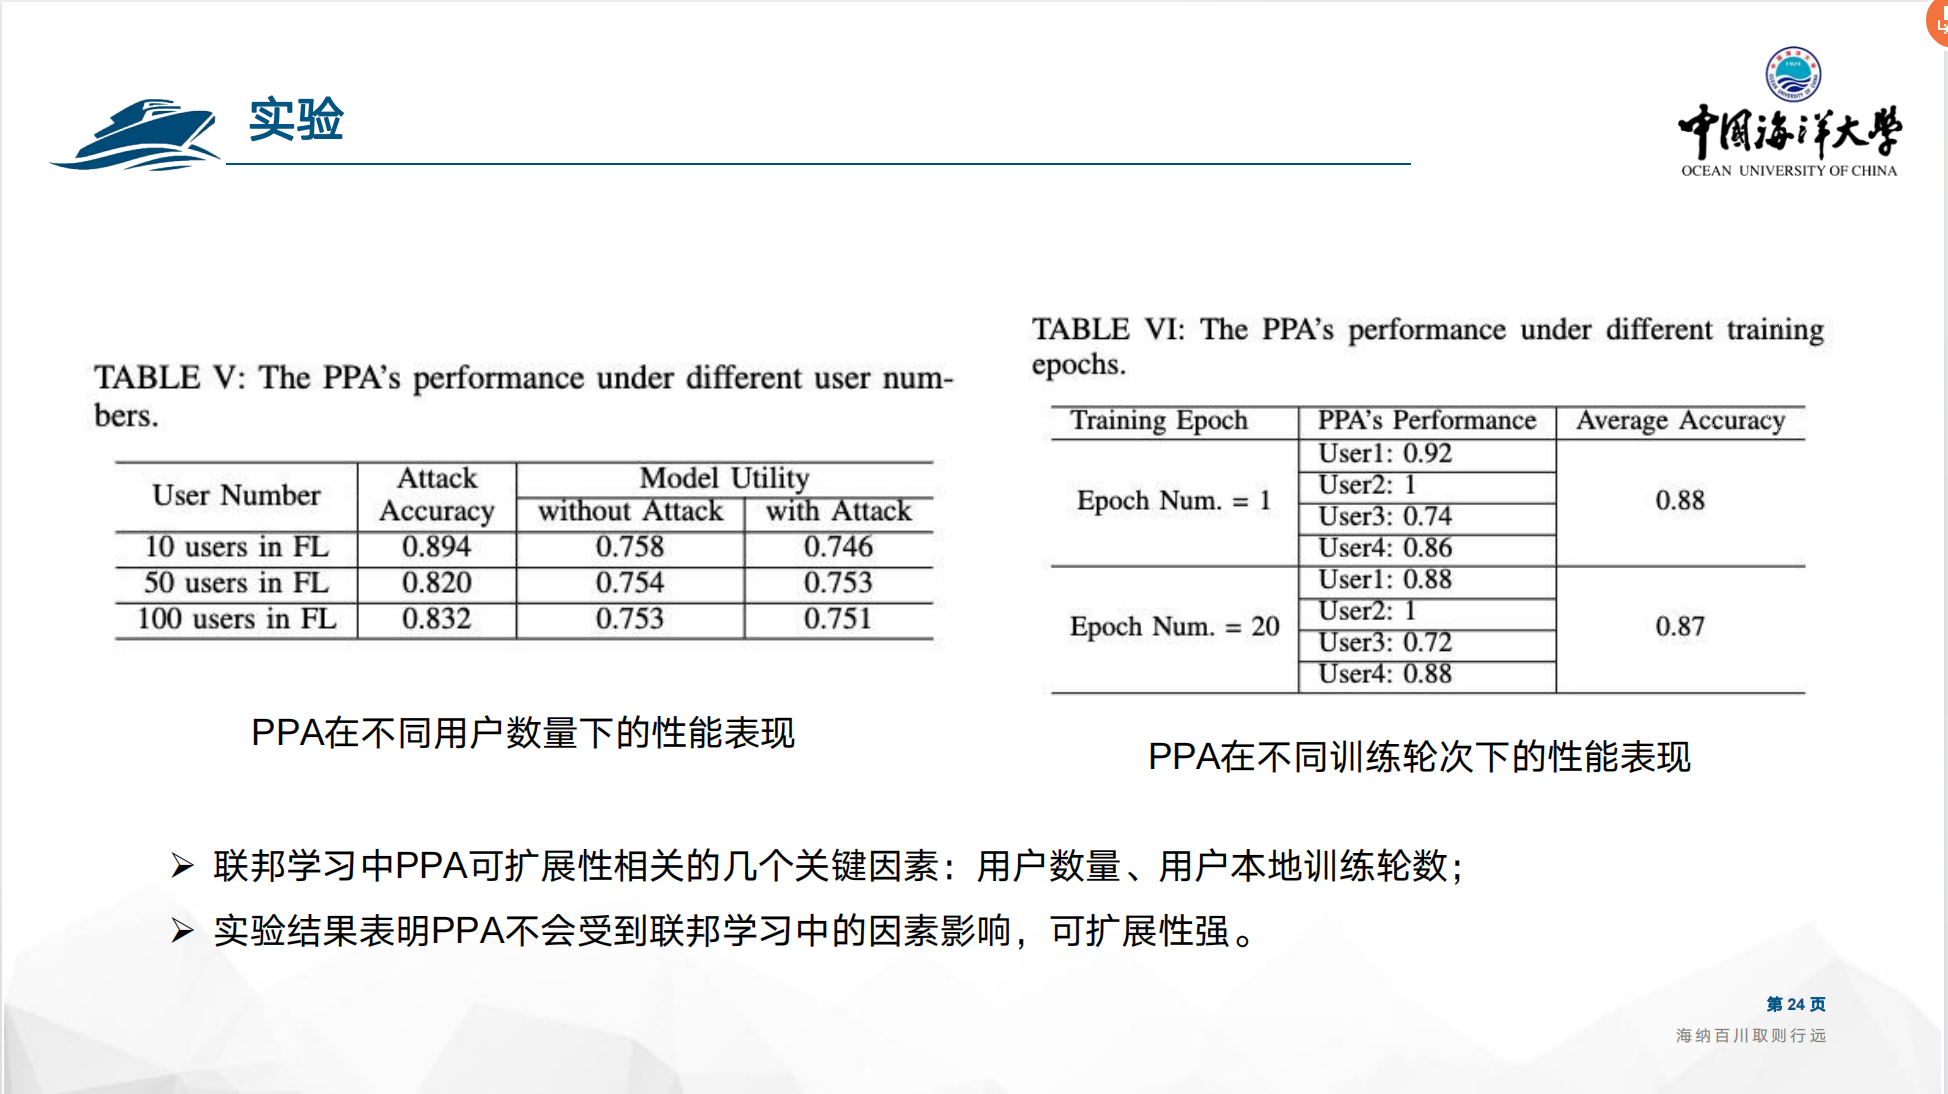 实验
中国海洋大学
OCEAN UNIVERSITY OF CHINA
TABLE V: The PPA's performance under different user num-
bers.
User Number | Attack Accuracy | Model Utility
without Attack | with Attack
10 users in FL | 0.894 | 0.758 | 0.746
50 users in FL | 0.820 | 0.754 | 0.753
100 users in FL | 0.832 | 0.753 | 0.751
PPA在不同用户数量下的性能表现
TABLE VI: The PPA's performance under different training
epochs.
Training Epoch | PPA's Performance | Average Accuracy
Epoch Num. = 1 | User1: 0.92 | 0.88
User2: 1
User3: 0.74
User4: 0.86
Epoch Num. = 20 | User1: 0.88 | 0.87
User2: 1
User3: 0.72
User4: 0.88
PPA在不同训练轮次下的性能表现
➢ 联邦学习中PPA可扩展性相关的几个关键因素：用户数量、用户本地训练轮数；
➢ 实验结果表明PPA不会受到联邦学习中的因素影响，可扩展性强。
第 24 页
海纳百川取则行远